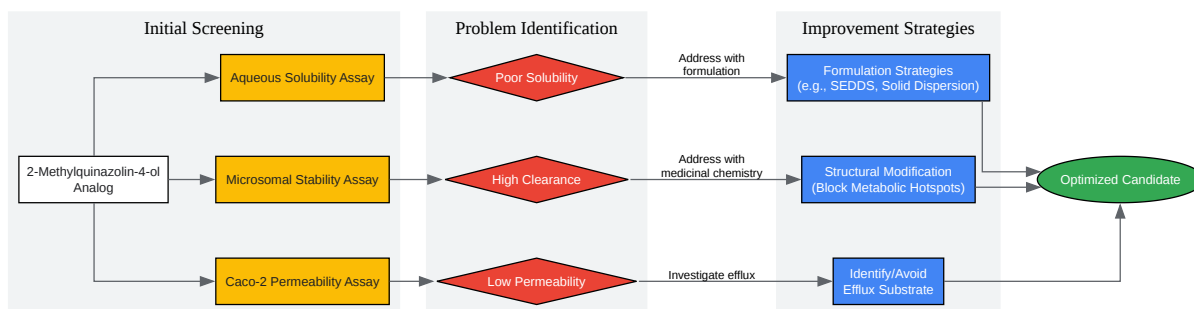 Initial Screening
Problem Identification
Improvement Strategies
Aqueous Solubility Assay
Poor Solubility
Address with
formulation
Formulation Strategies
(e.g., SEDDS, Solid Dispersion)
2-Methylquinazolin-4-ol
Analog
Microsomal Stability Assay
High Clearance
Address with
medicinal chemistry
Structural Modification
(Block Metabolic Hotspots)
Optimized Candidate
Caco-2 Permeability Assay
Low Permeability
Investigate efflux
Identify/Avoid
Efflux Substrate